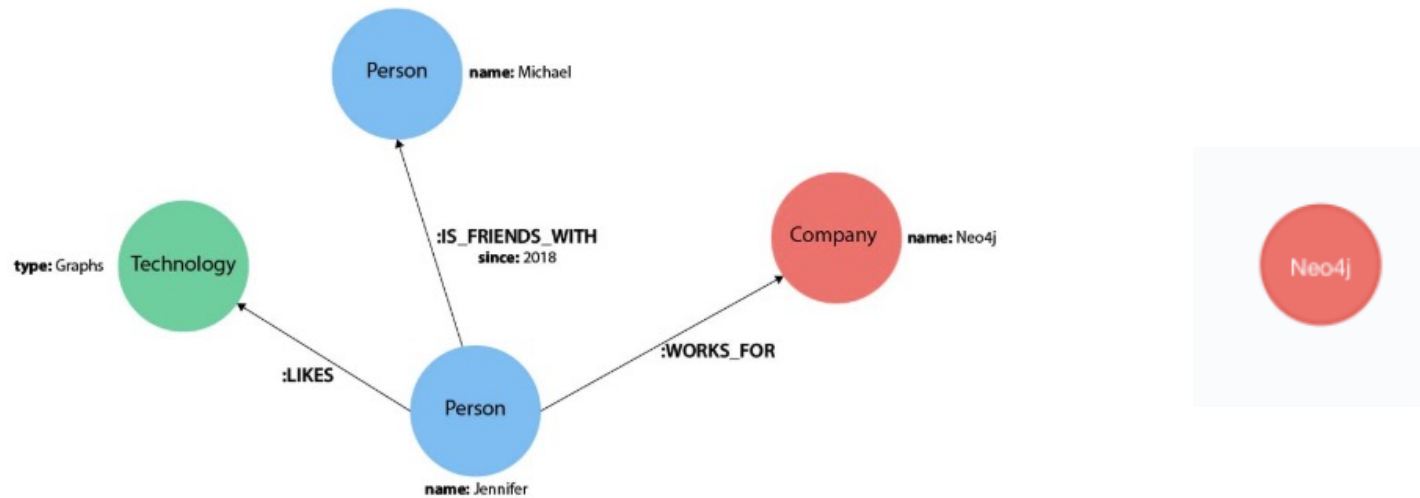 Person
name: Michael
:IS_FRIENDS_WITH
since: 2018
Company
name: Neo4j
type: Graphs
Technology
:LIKES
:WORKS_FOR
Person
name: Jennifer
Neo4j